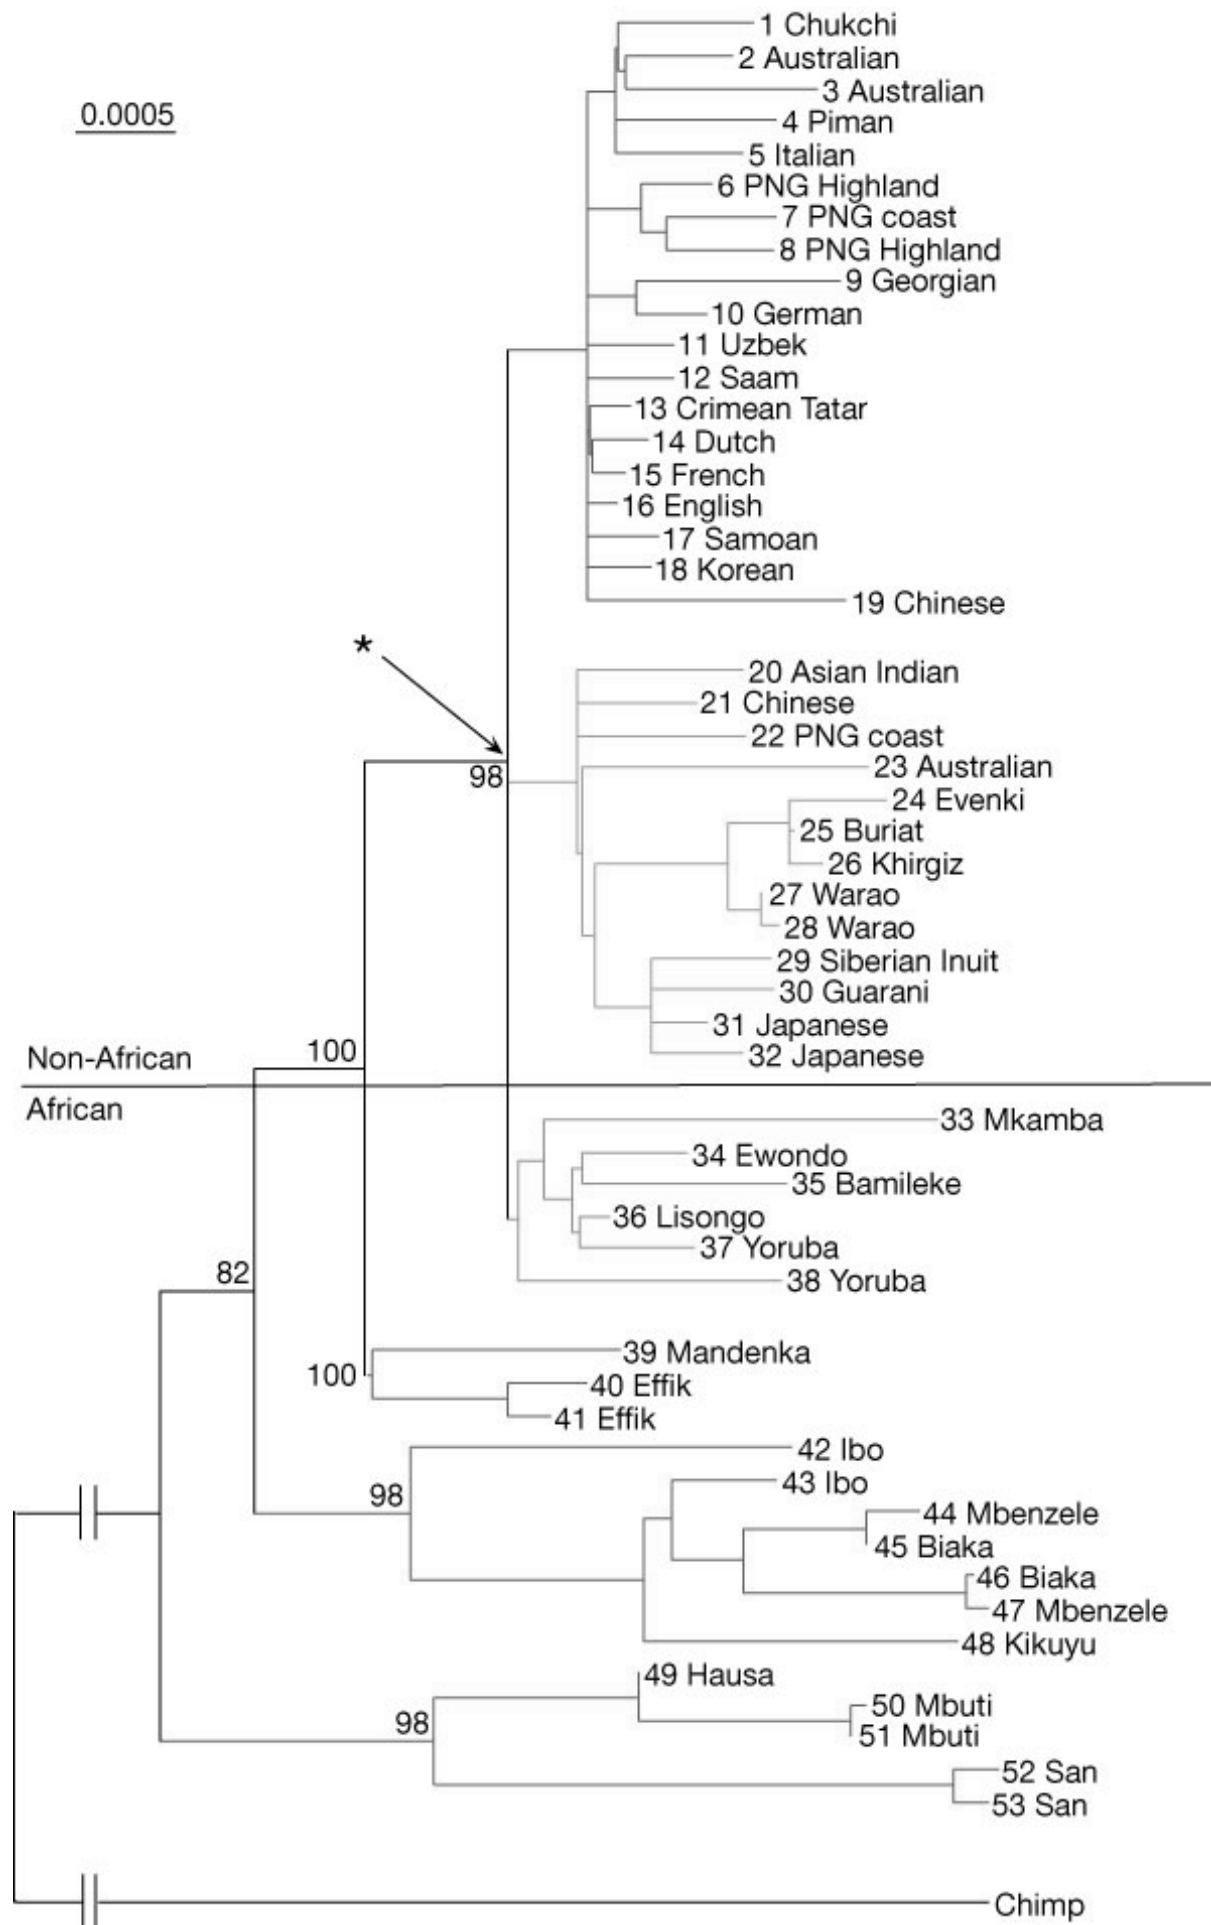 1 Chukchi
2 Australian
0.0005
3 Australian
4 Piman
5 Italian
6 PNG Highland
7 PNG coast
8 PNG Highland
9 Georgian
10 German
11 Uzbek
12 Saam
13 Crimean Tatar
14 Dutch
15 French
16 English
17 Samoan
18 Korean
19 Chinese
*
20 Asian Indian
21 Chinese
22 PNG coast
98
23 Australian
24 Evenki
25 Buriat
26 Khirgiz
27 Warao
28 Warao
29 Siberian Inuit
30 Guarani
31 Japanese
32 Japanese
100
Non-African
African
33 Mkamba
34 Ewondo
35 Bamileke
36 Lisongo
37 Yoruba
82
38 Yoruba
39 Mandenka
100
40 Effik
41 Effik
42 Ibo
43 Ibo
98
44 Mbenzele
45 Biaka
46 Biaka
47 Mbenzele
48 Kikuyu
49 Hausa
50 Mbuti
98
51 Mbuti
52 San
53 San
Chimp